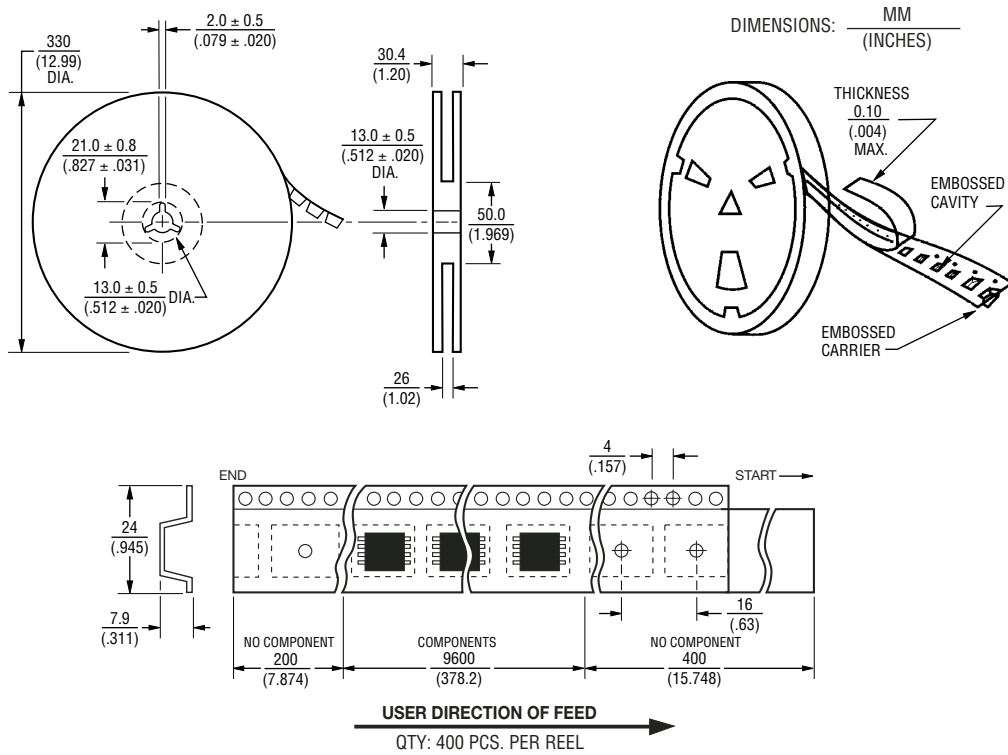 2.0 ± 0.5
(.079 ± .020)
330
(12.99)
DIA.
21.0 ± 0.8
(.827 ± .031)
13.0 ± 0.5
(.512 ± .020)
DIA.
30.4
(1.20)
13.0 ± 0.5
(.512 ± .020)
DIA.
50.0
(1.969)
26
(1.02)
DIMENSIONS:
MM
(INCHES)
THICKNESS
0.10
(.004)
MAX.
EMBOSSED
CAVITY
EMBOSSED
CARRIER
END
4
(.157)
START
24
(.945)
7.9
(.311)
16
(.63)
NO COMPONENT
200
(7.874)
COMPONENTS
9600
(378.2)
NO COMPONENT
400
(15.748)
USER DIRECTION OF FEED
QTY: 400 PCS. PER REEL